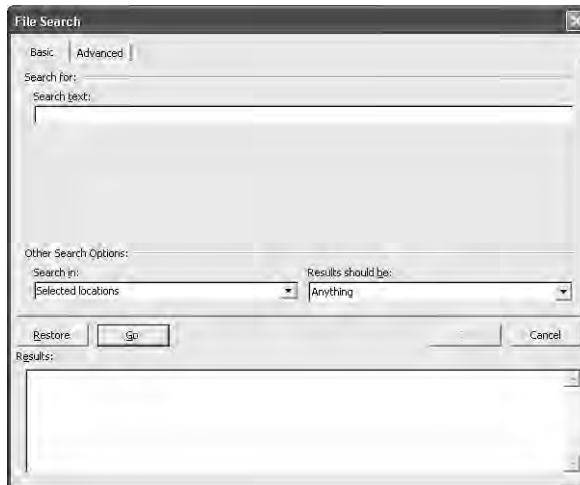 File Search
Basic Advanced
Search for:
Search text:
Other Search Options:
Search in: Results should be:
Selected locations Anything
Restore Go Cancel
Results: